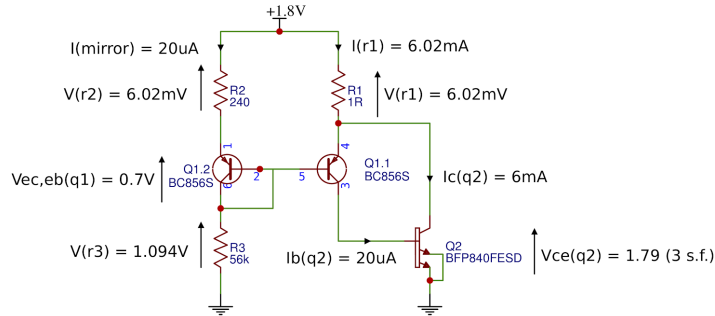 +1.8V
I(mirror) = 20uA
I(r1) = 6.02mA
V(r2) = 6.02mV
R2
240
R1
1R
V(r1) = 6.02mV
1
4
Q1.2
BC856S
2
5
Q1.1
BC856S
Vec,eb(q1) = 0.7V
6
3
Ic(q2) = 6mA
V(r3) = 1.094V
R3
56k
Ib(q2) = 20uA
Q2
BFP840FESD
Vce(q2) = 1.79 (3 s.f.)